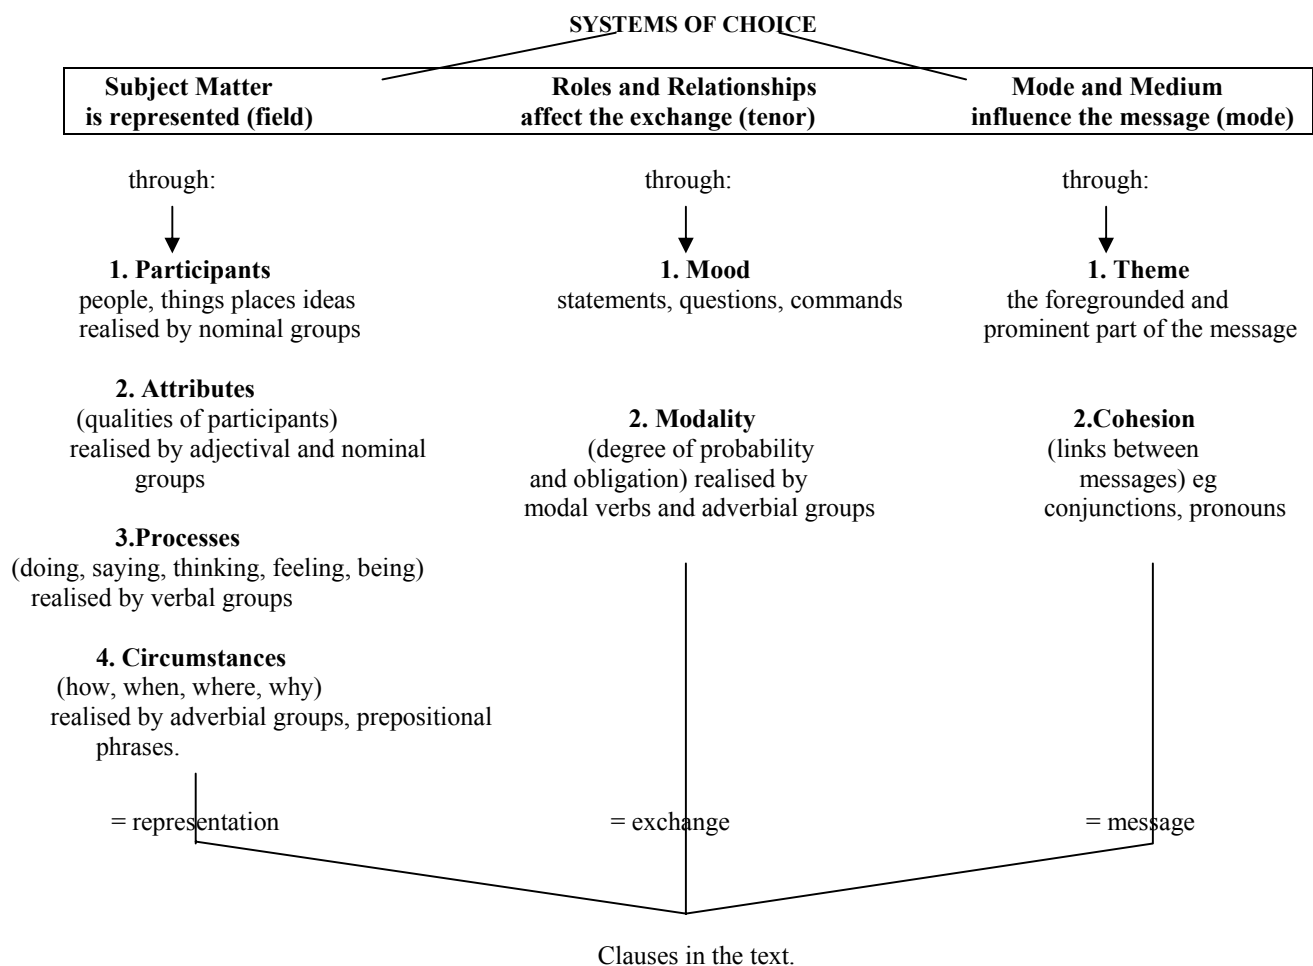 SYSTEMS OF CHOICE
Subject Matter
is represented (field)
Roles and Relationships
affect the exchange (tenor)
Mode and Medium
influence the message (mode)
through:
through:
through:
1. Participants
people, things places ideas
realised by nominal groups
1. Mood
statements, questions, commands
1. Theme
the foregrounded and
prominent part of the message
2. Attributes
(qualities of participants)
realised by adjectival and nominal
groups
2. Modality
(degree of probability
and obligation) realised by
modal verbs and adverbial groups
2.Cohesion
(links between
messages) eg
conjunctions, pronouns
3.Processes
(doing, saying, thinking, feeling, being)
realised by verbal groups
4. Circumstances
(how, when, where, why)
realised by adverbial groups, prepositional
phrases.
= representation
= exchange
= message
Clauses in the text.